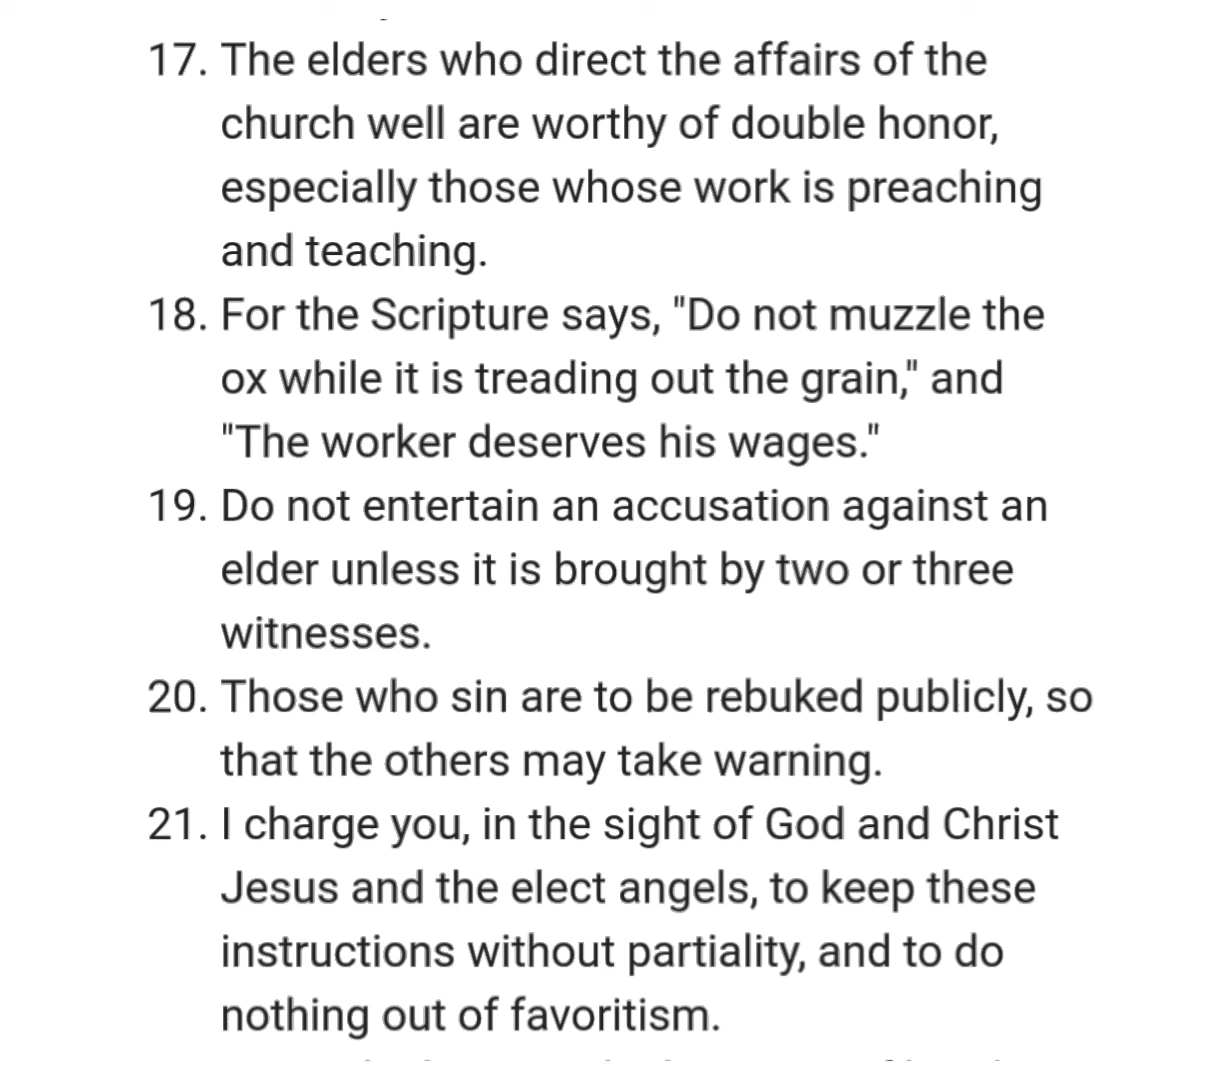 17. The elders who direct the affairs of the
church well are worthy of double honor,
especially those whose work is preaching
and teaching.
18. For the Scripture says, "Do not muzzle the
ox while it is treading out the grain," and
"The worker deserves his wages."
19. Do not entertain an accusation against an
elder unless it is brought by two or three
witnesses.
20. Those who sin are to be rebuked publicly, so
that the others may take warning.
21. I charge you, in the sight of God and Christ
Jesus and the elect angels, to keep these
instructions without partiality, and to do
nothing out of favoritism.